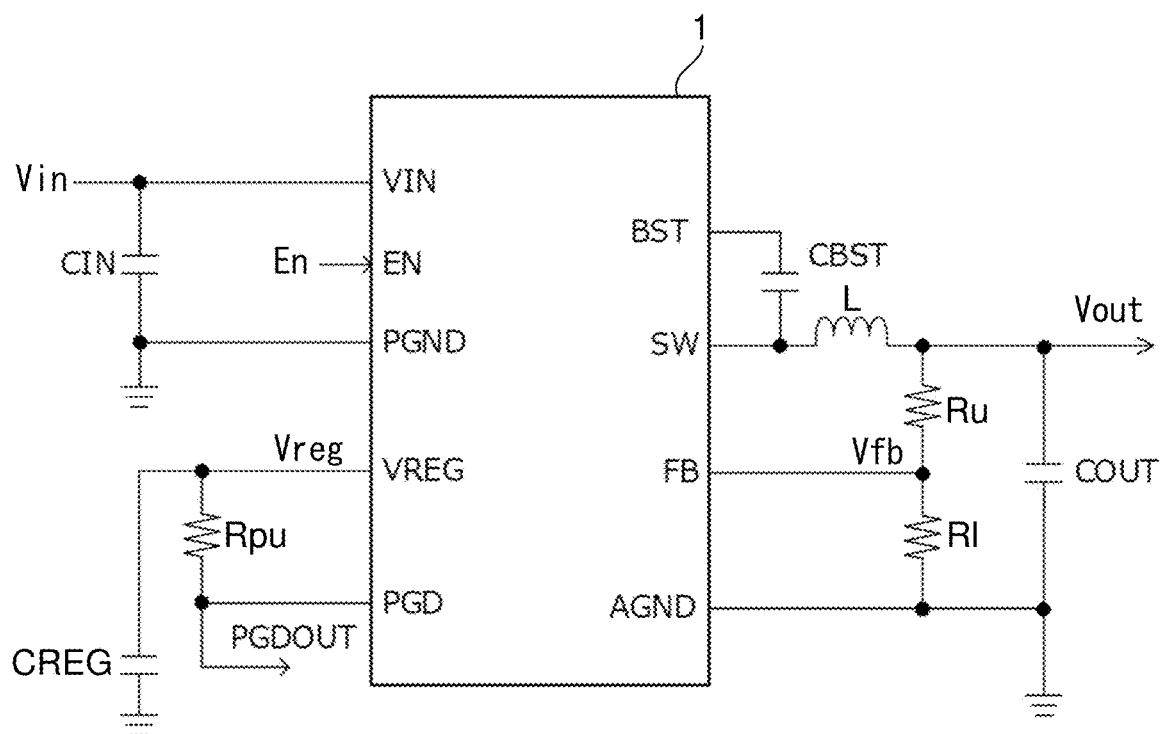 1
Vin
VIN
BST
CBST
CIN
En
EN
L
Vout
PGND
SW
Ru
Vreg
VREG
FB
Vfb
COUT
Rpu
Rl
PGD
AGND
PGDOUT
CREG